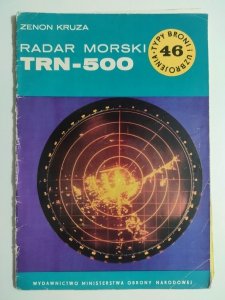 ZENON KRUZA
RADAR MORSKI
TRN-500
TYPY BRONI I UZBROJENIA
46
WYDAWNICTWO MINISTERSTWA OBRONY NARODOWEJ